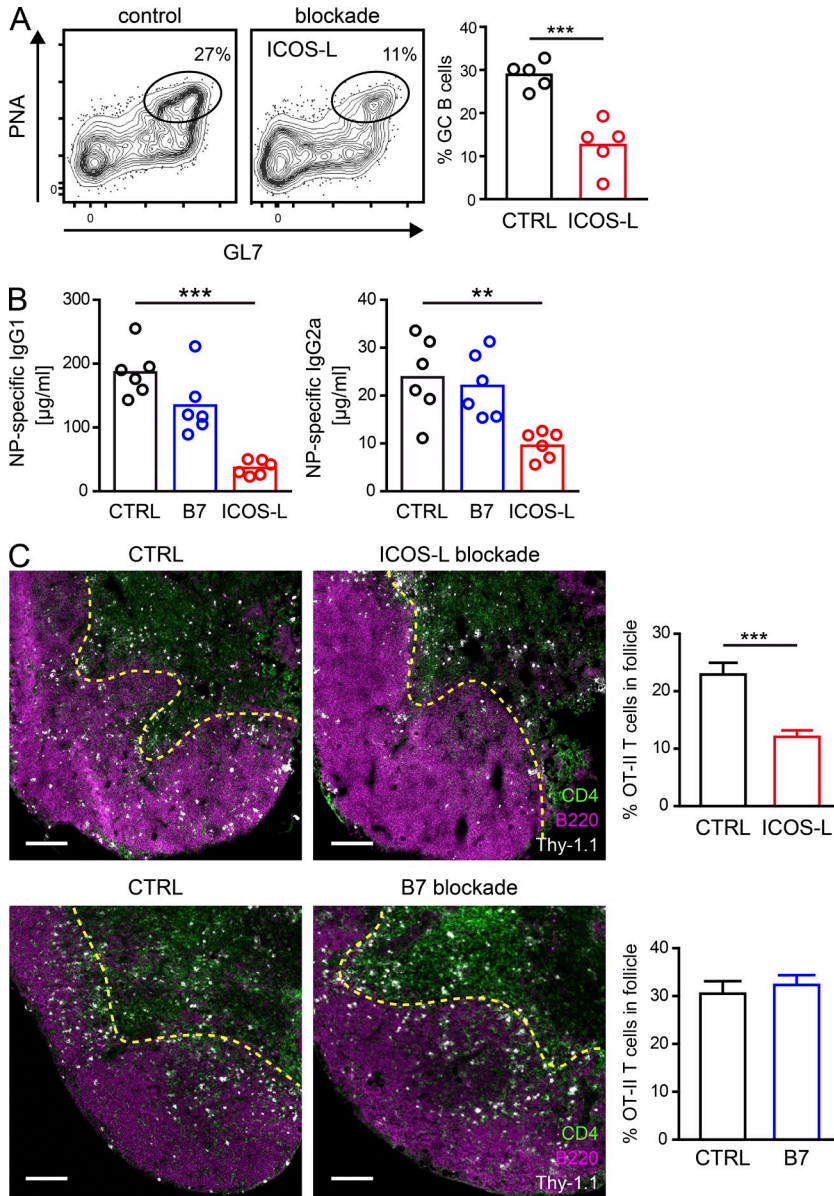 A
control
blockade
27%
ICOS-L
11%
PNA
0
0
0
GL7
***
% GC B cells
40
30
20
10
0
CTRL
ICOS-L
B
***
NP-specific IgG1
[µg/ml]
300
200
100
0
CTRL
B7
ICOS-L
**
NP-specific IgG2a
[µg/ml]
40
30
20
10
0
CTRL
B7
ICOS-L
C
CTRL
ICOS-L blockade
CD4
B220
Thy-1.1
***
% OT-II T cells in follicle
30
20
10
0
CTRL
ICOS-L
CTRL
B7 blockade
CD4
B220
Thy-1.1
% OT-II T cells in follicle
40
30
20
10
0
CTRL
B7